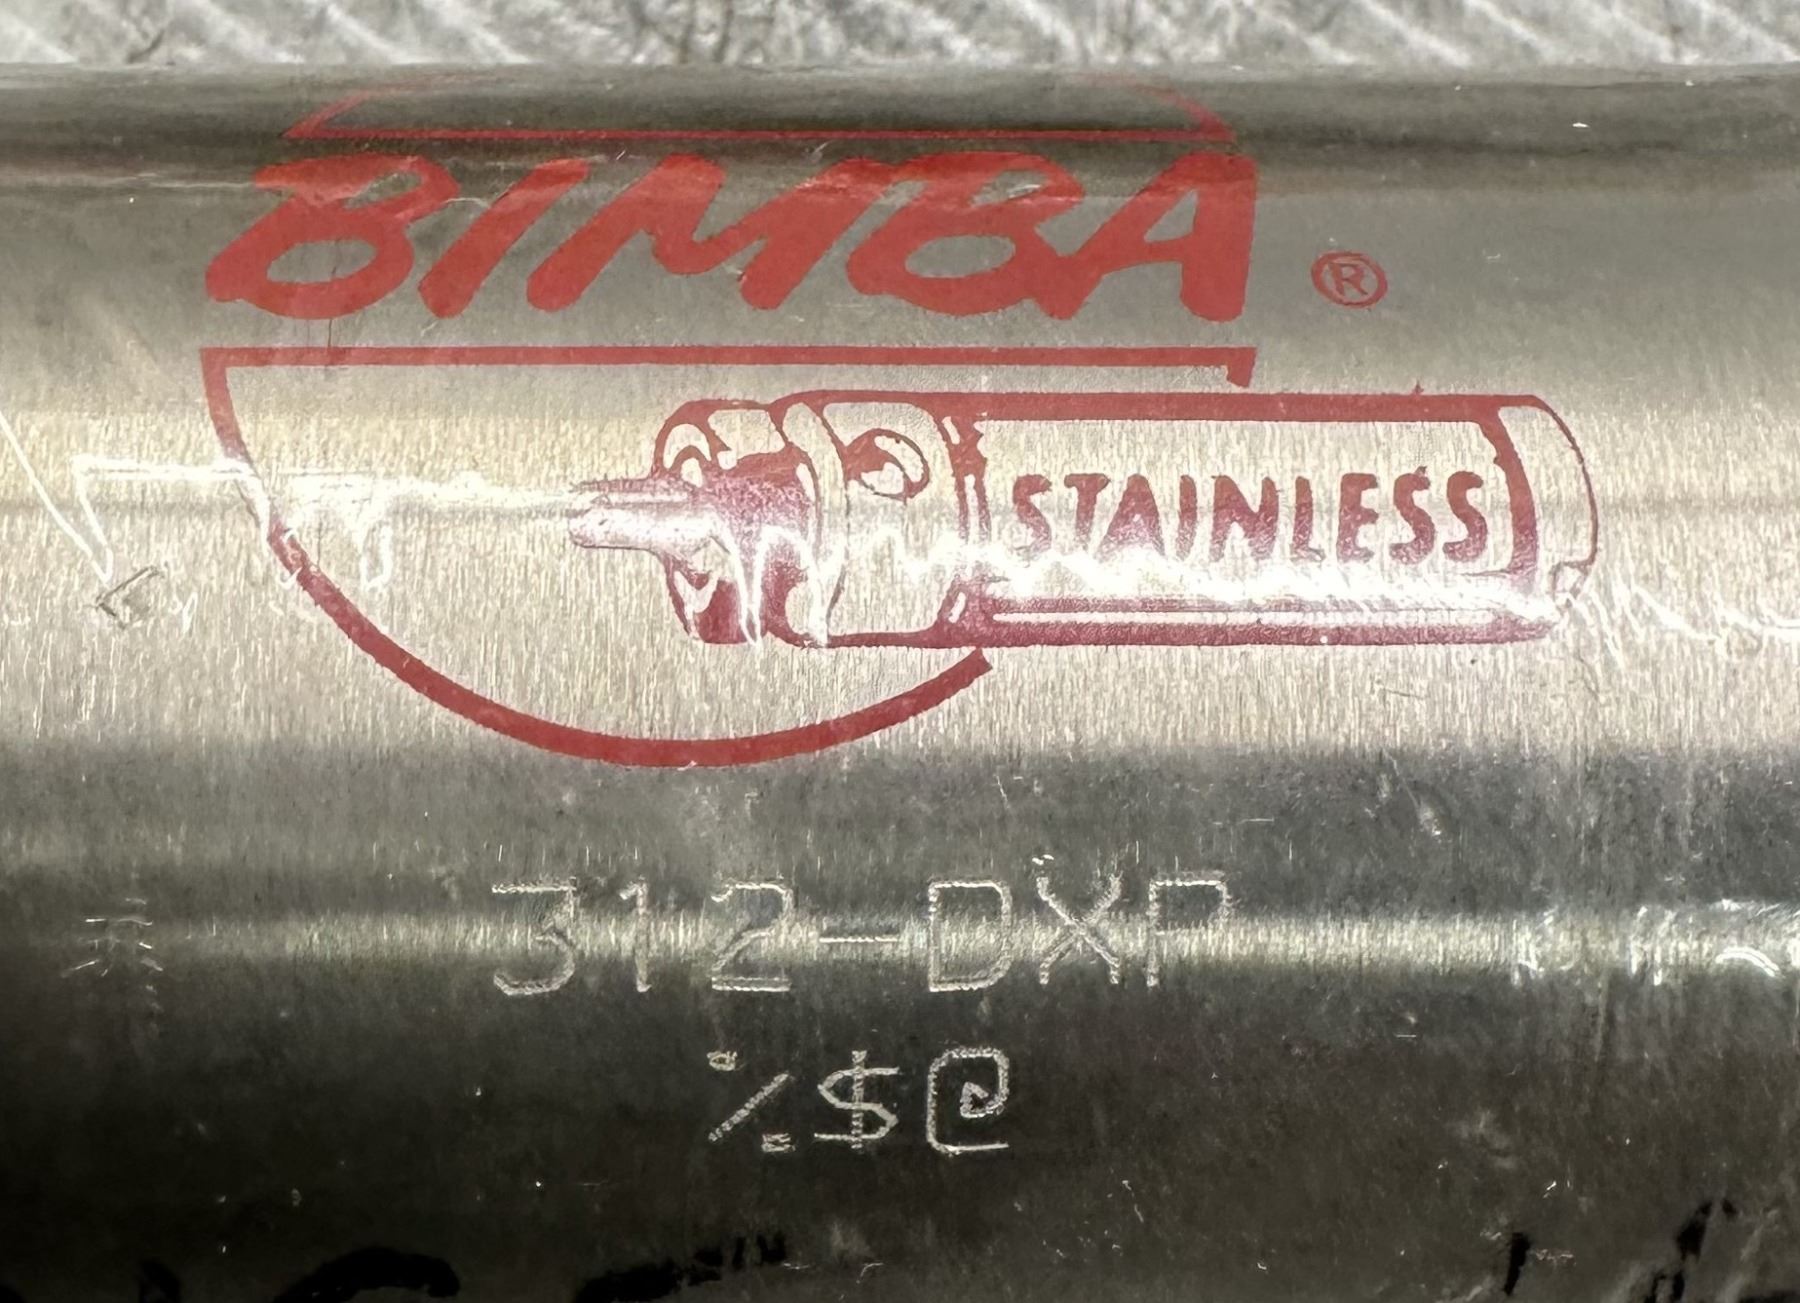 BIMBA ®
STAINLESS
312-DXP
%$@